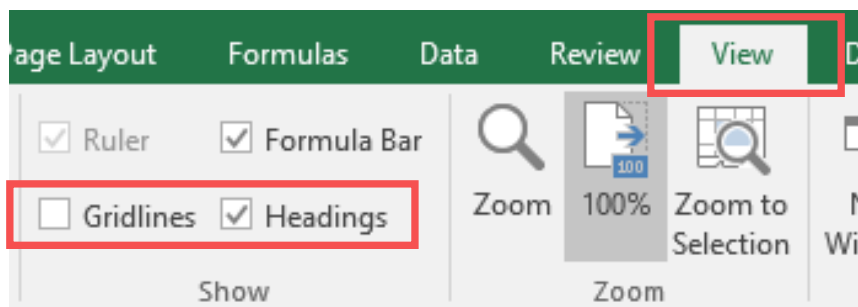 Page Layout Formulas Data Review View
Ruler Formula Bar
Gridlines Headings
Zoom 100% Zoom to Selection
100
Show Zoom